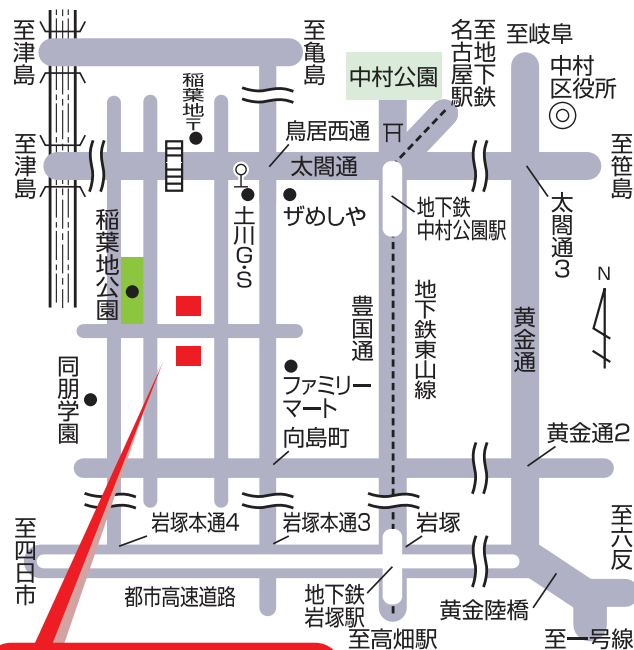 至津島
至亀島
至地下鉄
名古屋駅
至岐阜
中村
区役所
中村公園
稲葉地〒
鳥居西通
至津島
太閤通
至笹島
ザめしや
地下鉄
中村公園駅
太閤通3
稲葉地公園
土川G・S
N
豊国通
地下鉄東山線
黄金通
同朋学園
ファミリー
マート
向島町
黄金通2
岩塚本通4
岩塚本通3
岩塚
至四日市
至六反
都市高速道路
地下鉄
岩塚駅
黄金陸橋
至高畑駅
至一号線